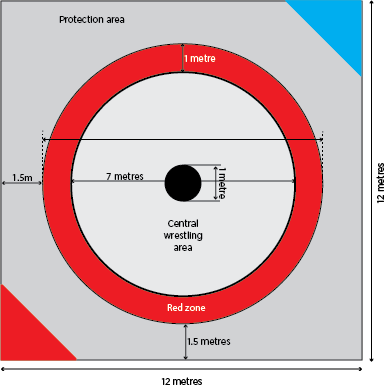 Protection area
1 metre
1.5m
7 metres
1 metre
Central
wrestling
area
Red zone
1.5 metres
12 metres
12 metres